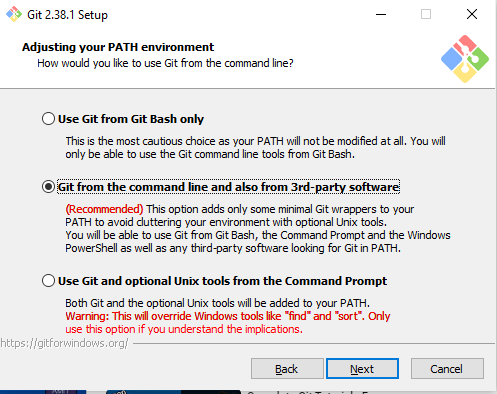 Git 2.38.1 Setup
Adjusting your PATH environment
How would you like to use Git from the command line?
Use Git from Git Bash only
This is the most cautious choice as your PATH will not be modified at all. You will
only be able to use the Git command line tools from Git Bash.
Git from the command line and also from 3rd-party software
(Recommended) This option adds only some minimal Git wrappers to your
PATH to avoid cluttering your environment with optional Unix tools.
You will be able to use Git from Git Bash, the Command Prompt and the Windows
PowerShell as well as any third-party software looking for Git in PATH.
Use Git and optional Unix tools from the Command Prompt
Both Git and the optional Unix tools will be added to your PATH.
Warning: This will override Windows tools like "find" and "sort". Only
use this option if you understand the implications.
https://gitforwindows.org/
Back
Next
Cancel